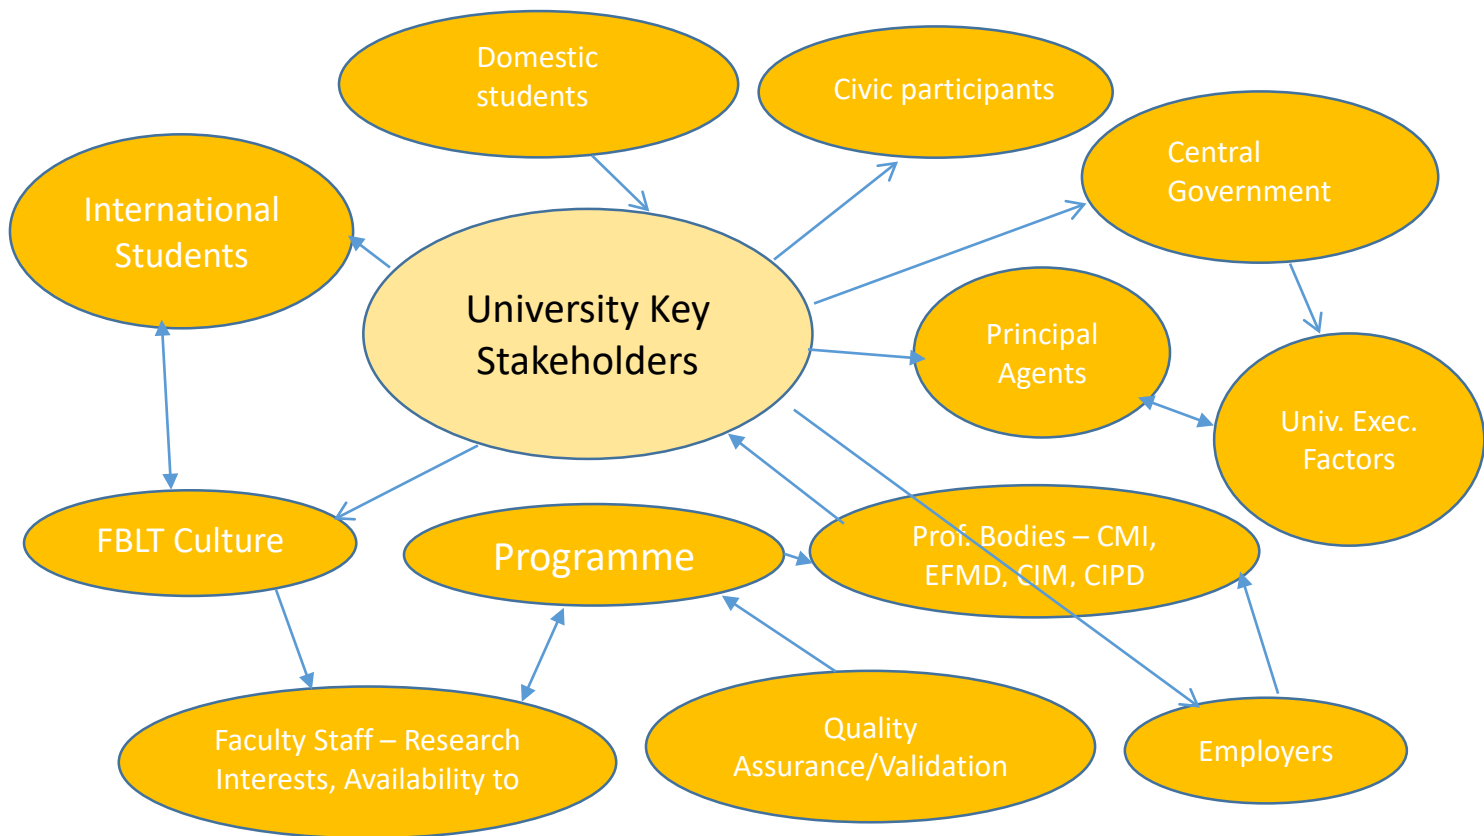 Domestic
students
Civic participants
Central
Government
International
Students
University Key
Stakeholders
Principal
Agents
Univ. Exec.
Factors
FBLT Culture
Programme
Prof. Bodies – CMI,
EFMD, CIM, CIPD
Faculty Staff – Research
Interests, Availability to
Quality
Assurance/Validation
Employers